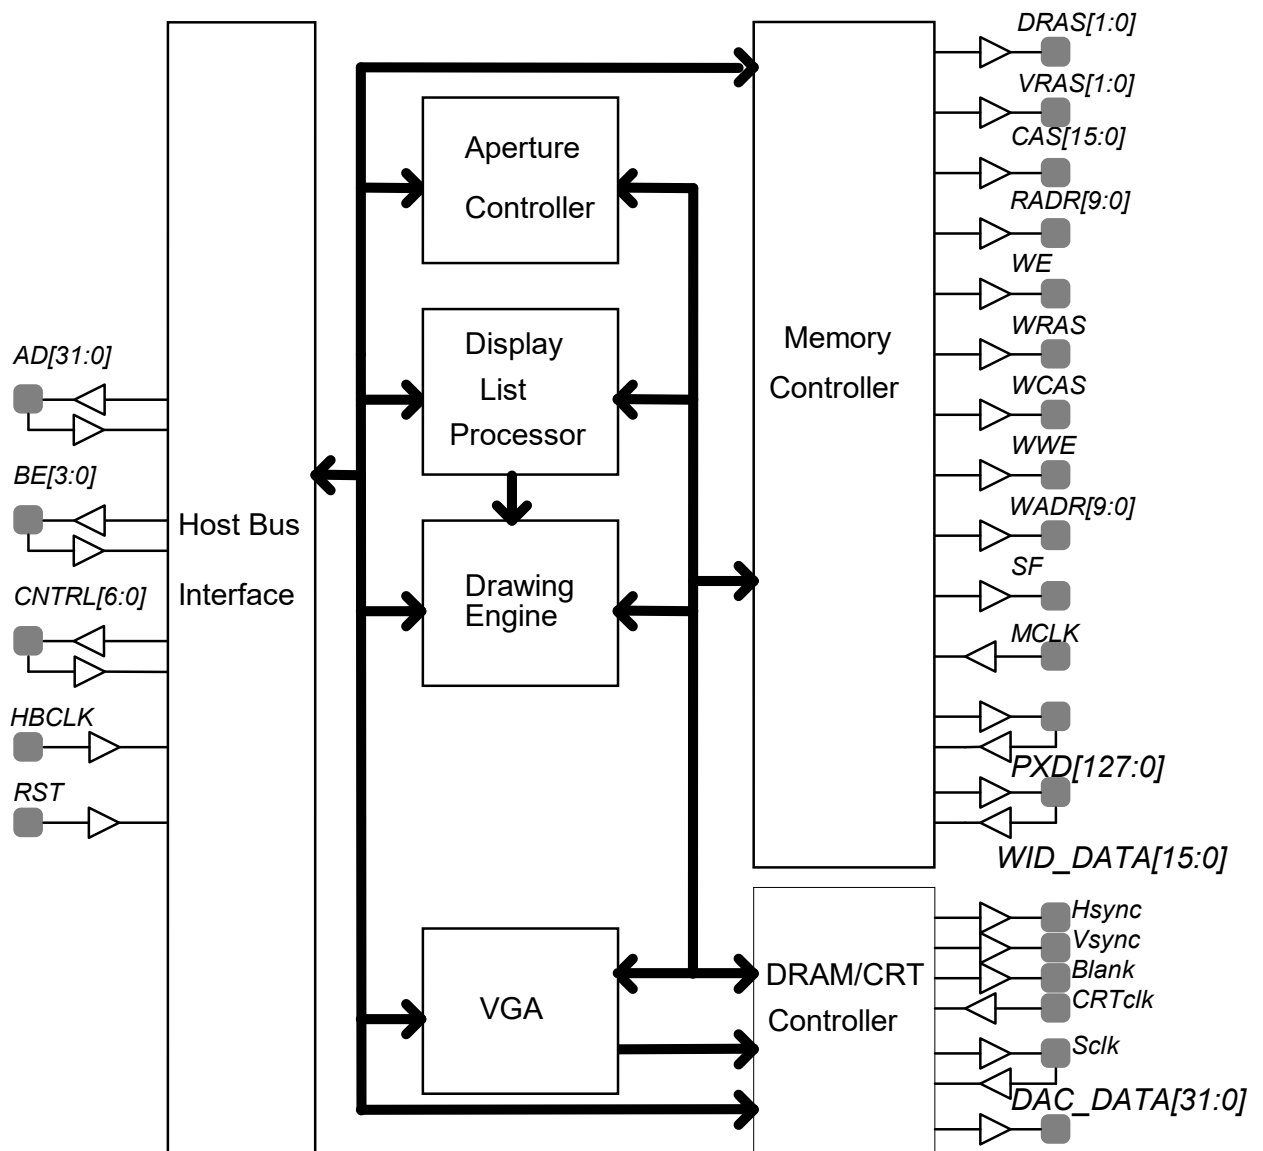 DRAS[1:0]
VRAS[1:0]
CAS[15:0]
RADR[9:0]
WE
WRAS
WCAS
WWE
WADR[9:0]
SF
MCLK
PXD[127:0]
WID_DATA[15:0]
Hsync
Vsync
Blank
CRTclk
Sclk
DAC_DATA[31:0]
Aperture
Controller
Display
List
Processor
Drawing
Engine
VGA
Memory
Controller
DRAM/CRT
Controller
Host Bus
Interface
AD[31:0]
BE[3:0]
CNTRL[6:0]
HBCLK
RST